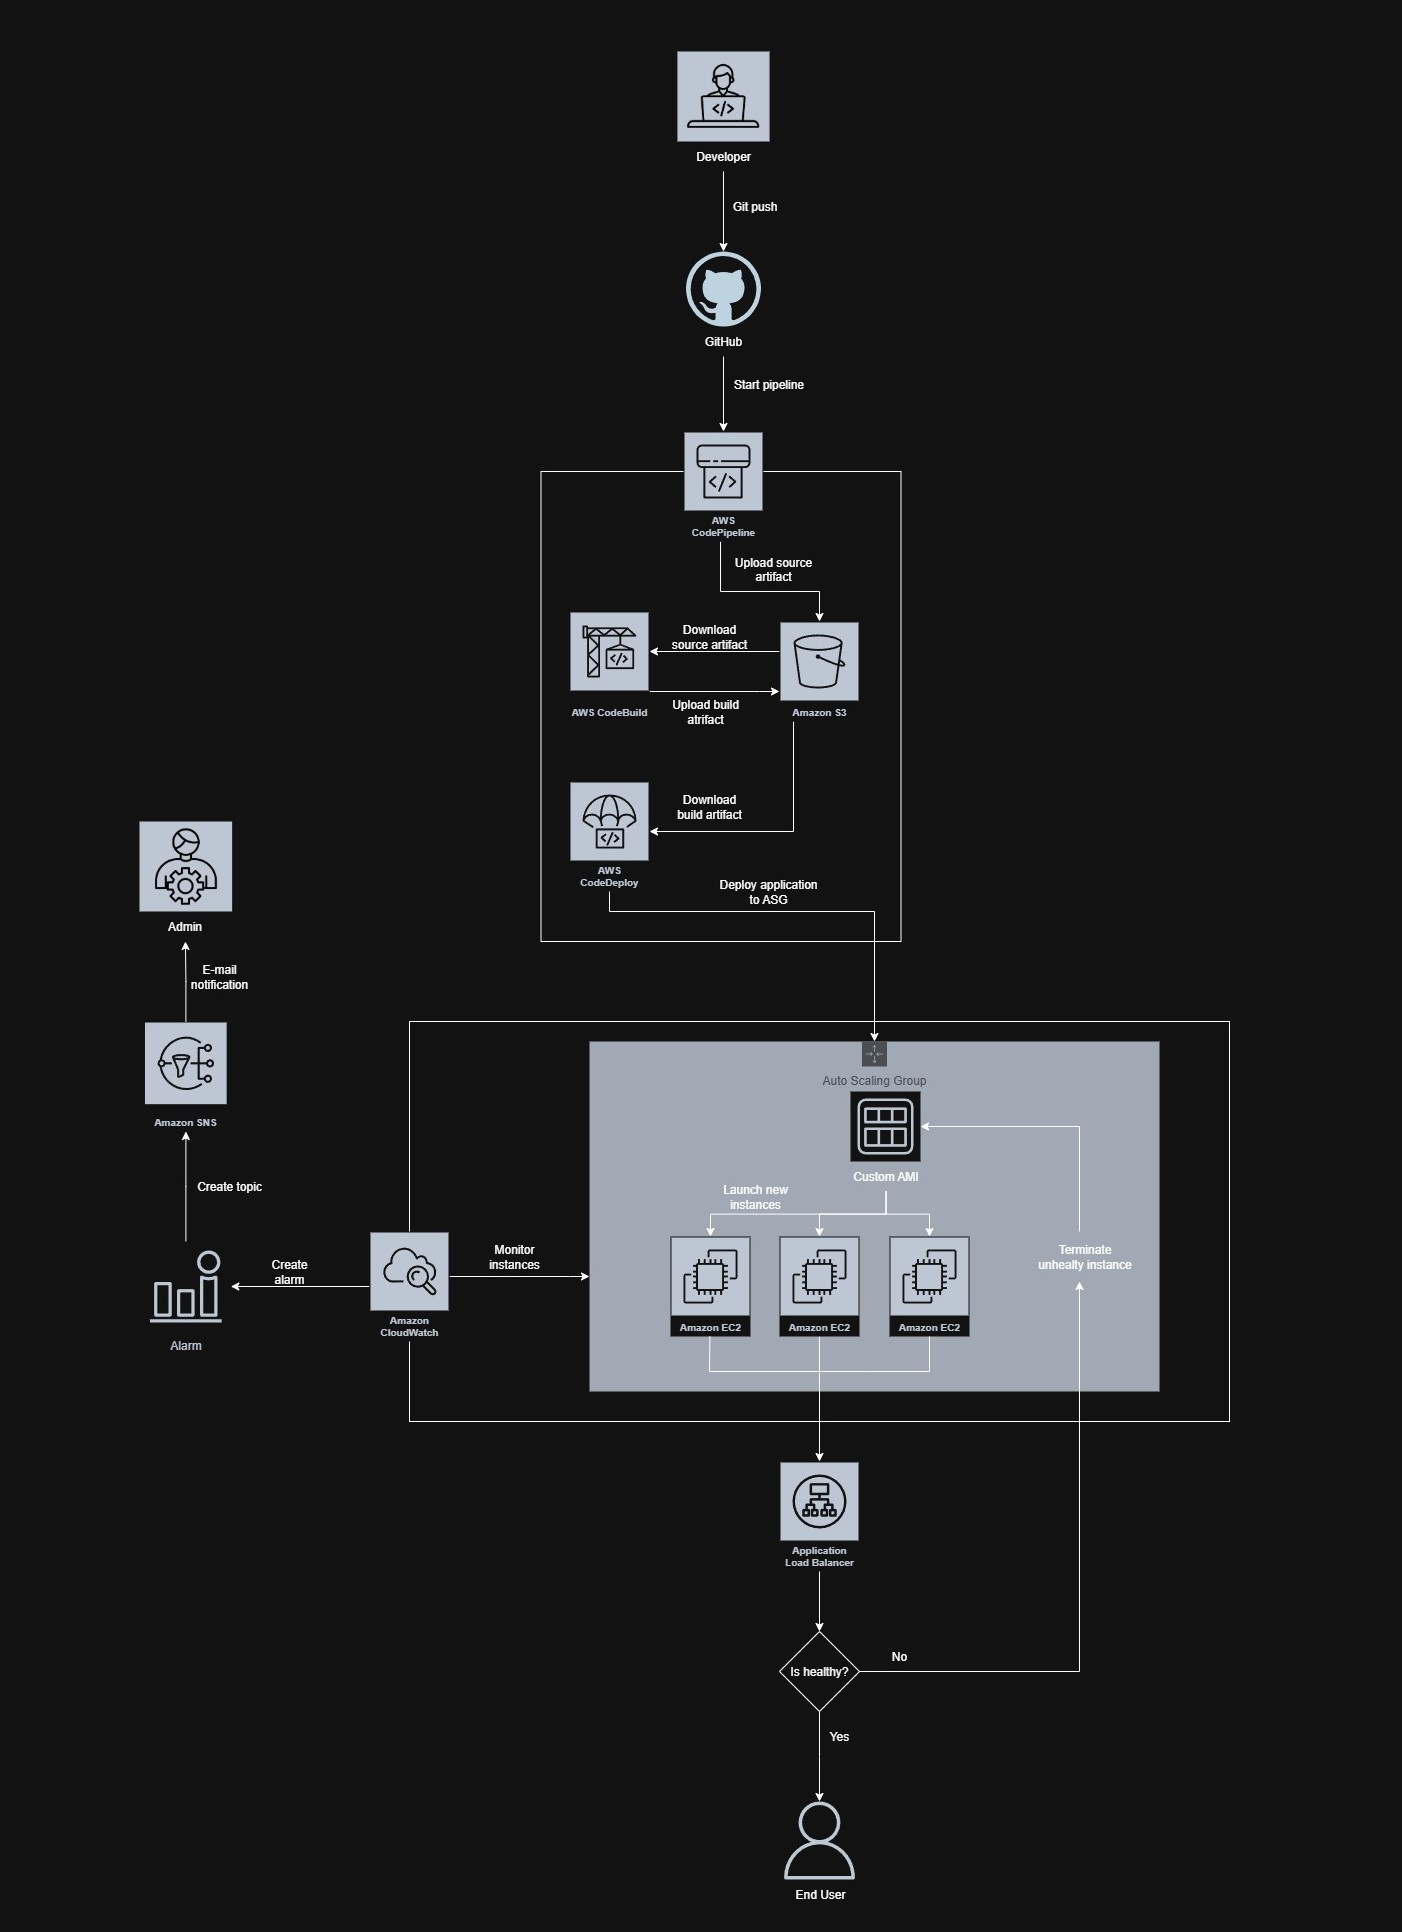 Developer
Git push
GitHub
Start pipeline
AWS
CodePipeline
Upload source
artifact
Download
source artifact
Upload build
atrifact
AWS CodeBuild
Amazon S3
Download
build artifact
AWS
CodeDeploy
Deploy application
to ASG
Admin
E-mail
notification
Amazon SNS
Create topic
Alarm
Create
alarm
Amazon
CloudWatch
Monitor
instances
Auto Scaling Group
Custom AMI
Launch new
instances
Amazon EC2
Amazon EC2
Amazon EC2
Terminate
unhealty instance
Application
Load Balancer
Is healthy?
No
Yes
End User